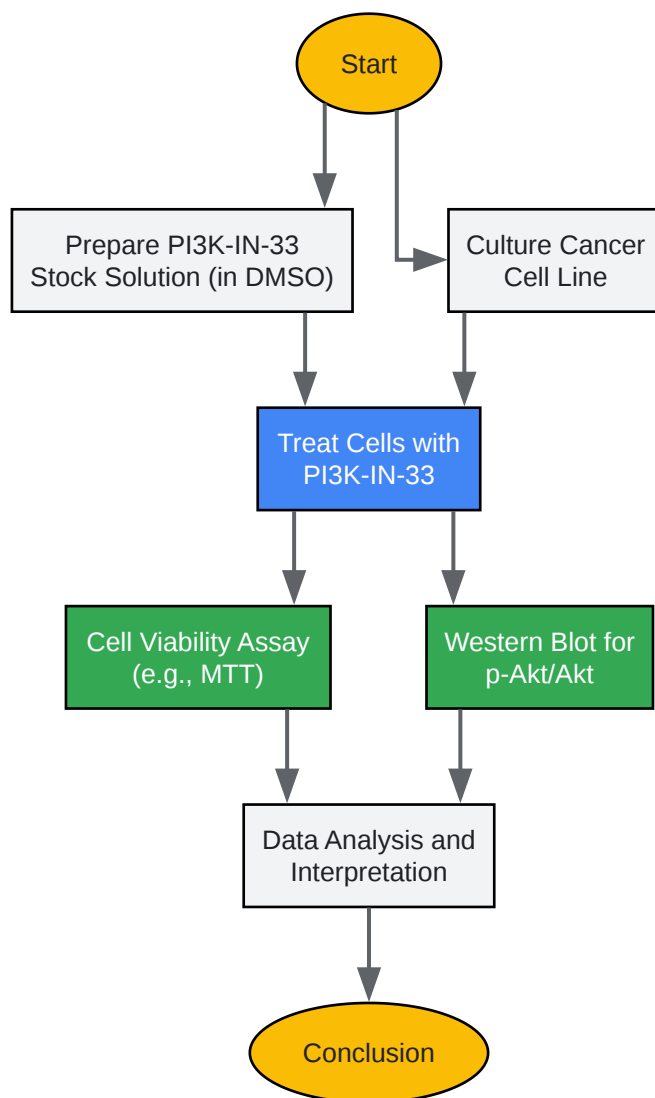 Start
Prepare PI3K-IN-33
Stock Solution (in DMSO)
Culture Cancer
Cell Line
Treat Cells with
PI3K-IN-33
Cell Viability Assay
(e.g., MTT)
Western Blot for
p-Akt/Akt
Data Analysis and
Interpretation
Conclusion